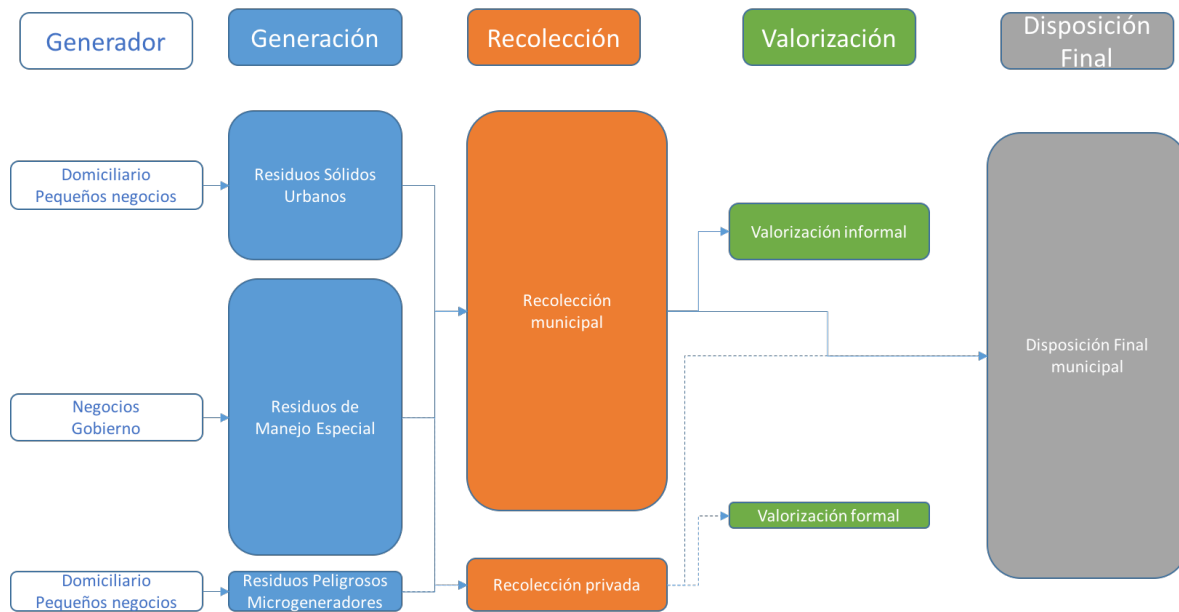 Generador
Generación
Recolección
Valorización
Disposición
Final
Domiciliario
Pequeños negocios
Residuos Sólidos
Urbanos
Valorización informal
Recolección
municipal
Disposición Final
municipal
Negocios
Gobierno
Residuos de
Manejo Especial
Valorización formal
Domiciliario
Pequeños negocios
Residuos Peligrosos
Microgeneradores
Recolección privada